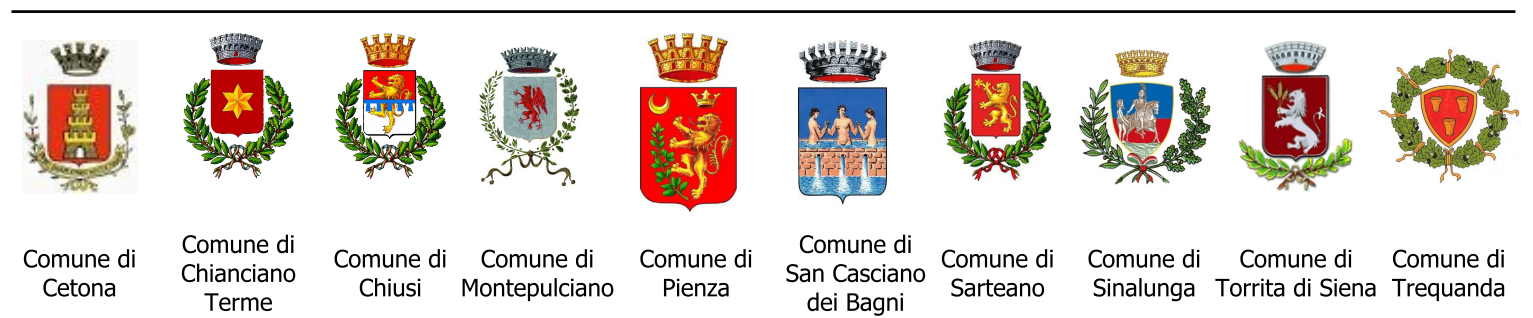 Comune di
Cetona
Comune di
Chianciano
Terme
Comune di
Chiusi
Comune di
Montepulciano
Comune di
Pienza
Comune di
San Casciano
dei Bagni
Comune di
Sarteano
Comune di
Sinalunga
Comune di
Torrita di Siena
Comune di
Trequanda